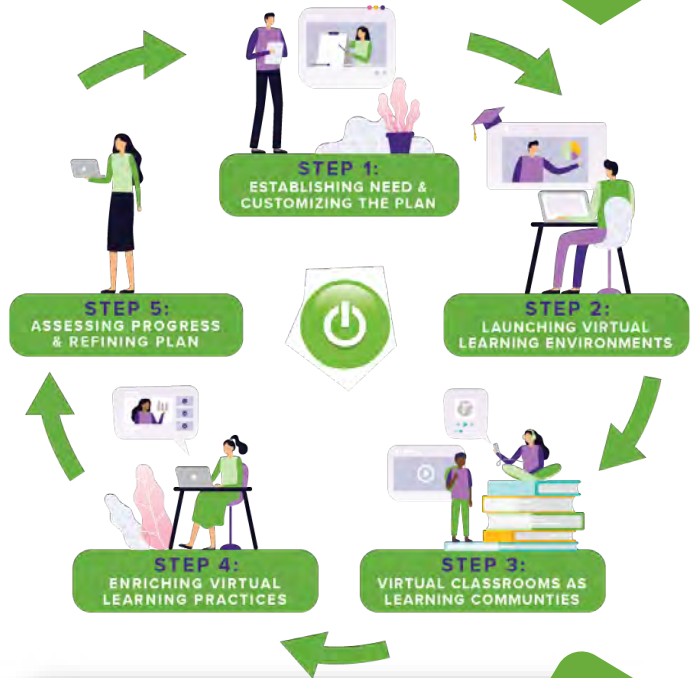 STEP 1:
ESTABLISHING NEED &
CUSTOMIZING THE PLAN
STEP 2:
LAUNCHING VIRTUAL
LEARNING ENVIRONMENTS
STEP 3:
VIRTUAL CLASSROOMS AS
LEARNING COMMUNTIES
STEP 4:
ENRICHING VIRTUAL
LEARNING PRACTICES
STEP 5:
ASSESSING PROGRESS
& REFINING PLAN